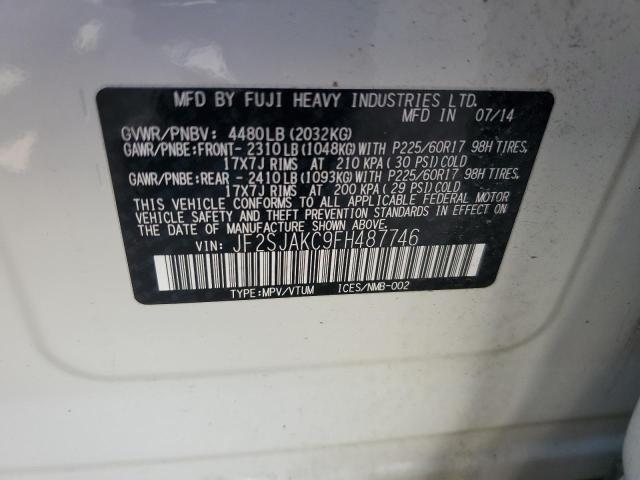 MFD BY FUJI HEAVY INDUSTRIES LTD.
MFD IN 07/14
GVWR/PNBV: 4480LB(2032KG)
GAWR/PNBE:FRONT-2310LB(1048KG)WITH P225/60R17 98H TIRES,
17X7J RIMS AT 210 KPA(30 PSI)COLD
GAWR/PNBE:REAR -2410LB(1093KG)WITH P225/60R17 98H TIRES,
17X7J RIMS AT 200 KPA(29 PSI)COLD
THIS VEHICLE CONFORMS TO ALL APPLICABLE FEDERAL MOTOR
VEHICLE SAFETY AND THEFT PREVENTION STANDARDS IN EFFECT ON
THE DATE OF MANUFACTURE SHOWN ABOVE.
VIN: JF2SJAKC9FH487746
TYPE:MPV/VTUM ICES/NMB-002